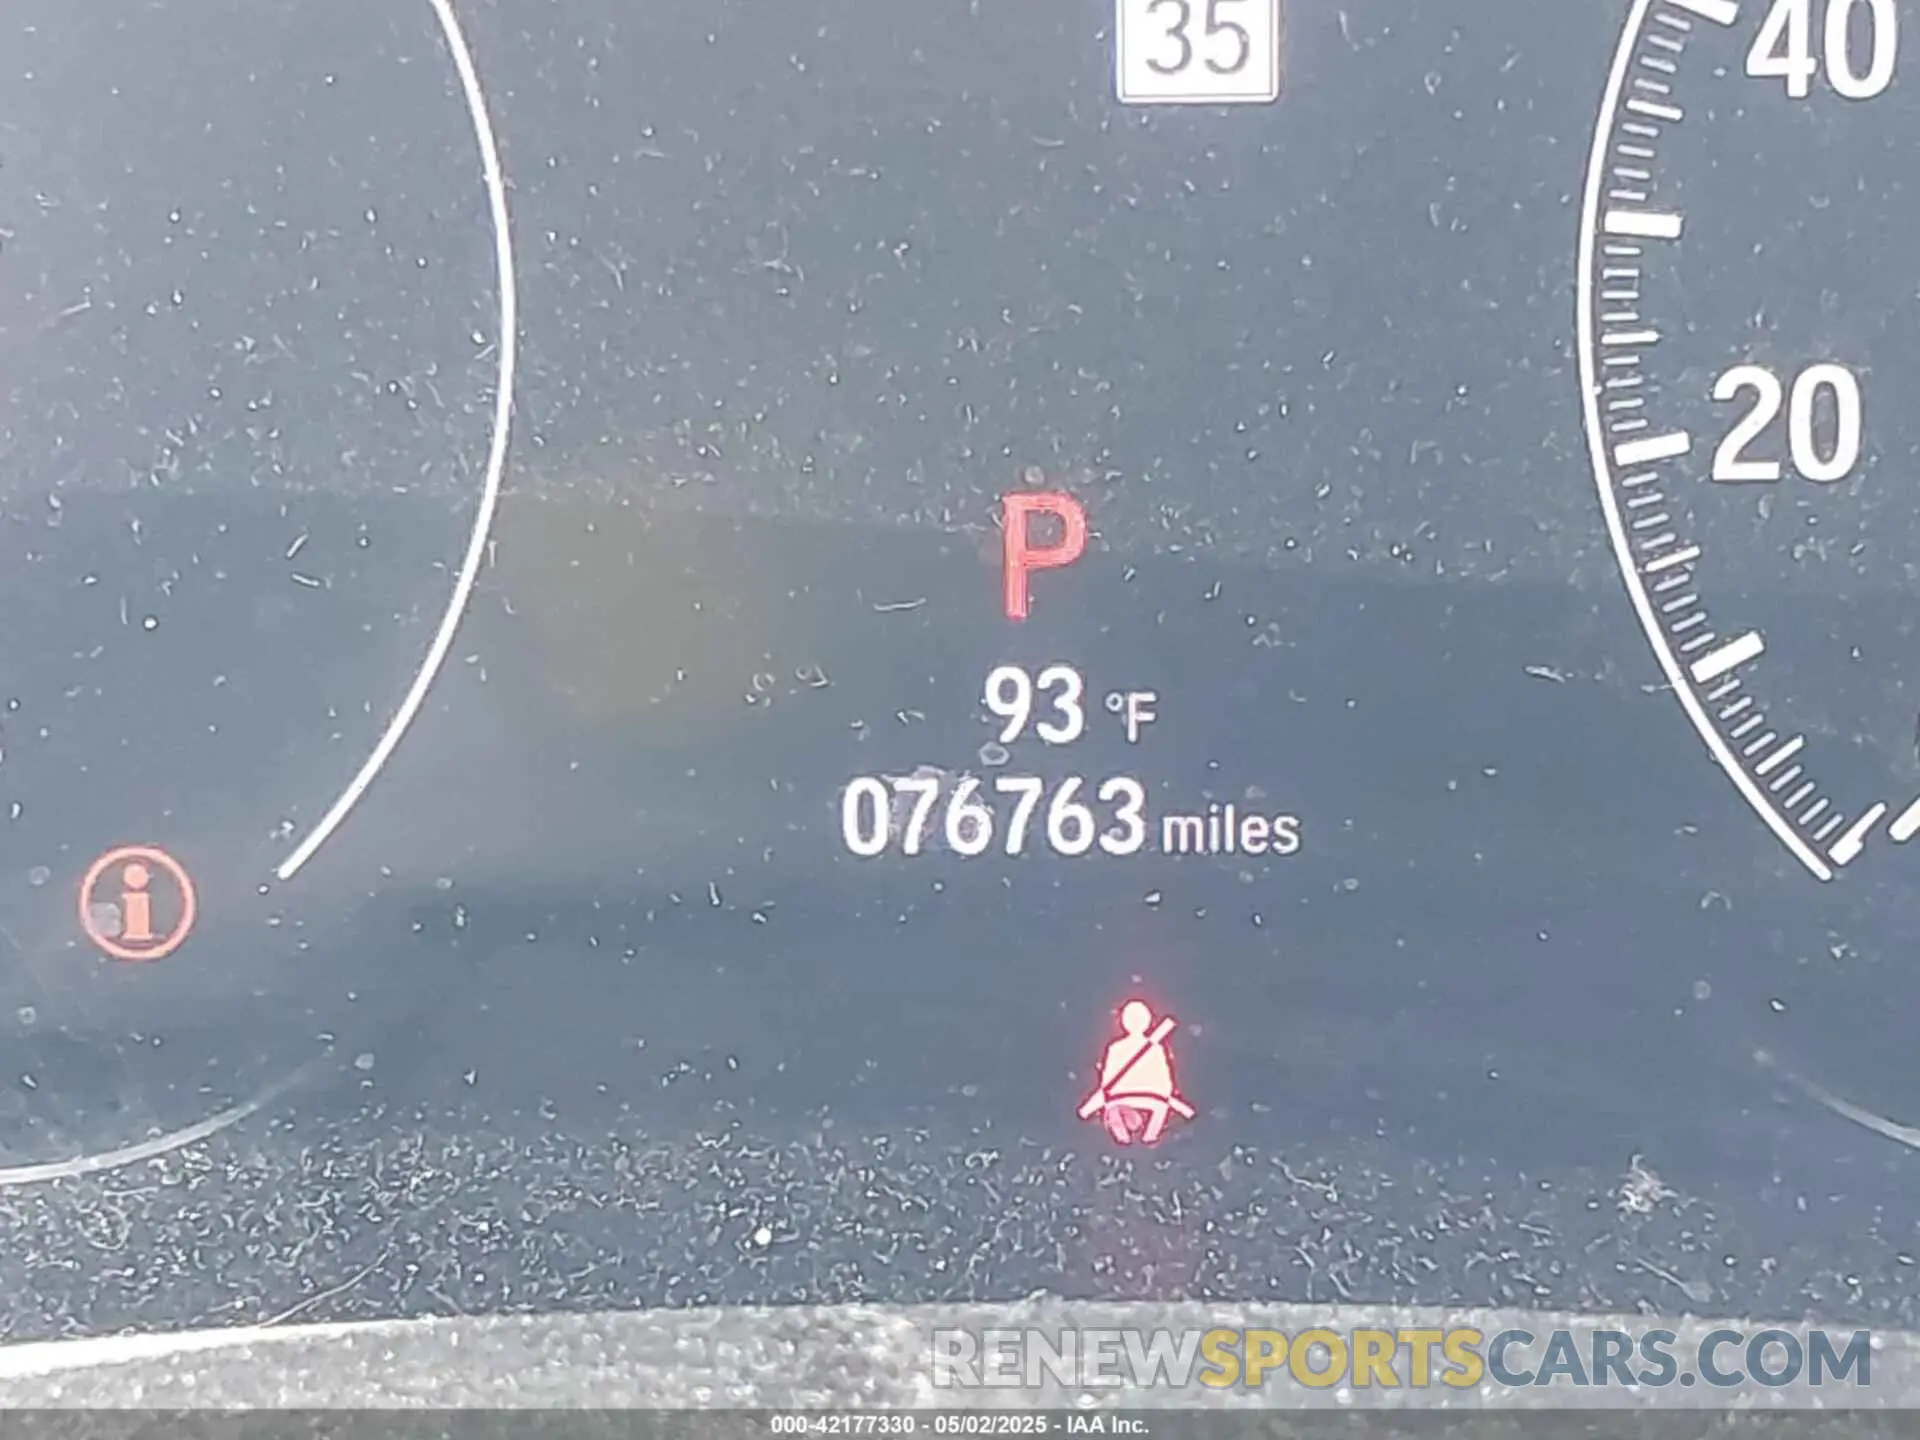 35
40
20
P
93 °F
076763 miles
i
RENEWSPORTSCARS.COM
000-42177330 - 05/02/2025 - IAA Inc.